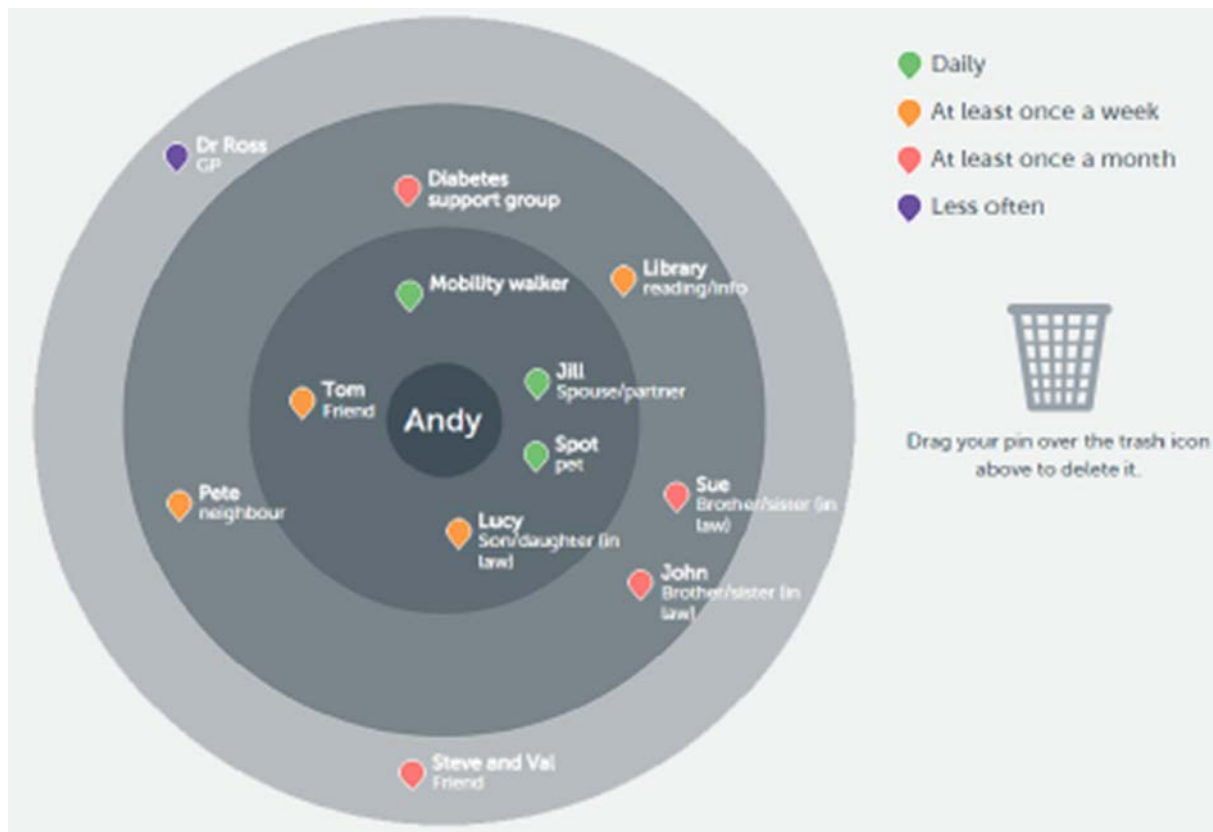 Daily
At least once a week
At least once a month
Less often
Dr Ross
GP
Diabetes
support group
Mobility walker
Library
reading/info
Tom
Friend
Andy
Jill
Spouse/partner
Spot
pet
Pete
neighbour
Lucy
Son/daughter (in
law)
Sue
Brother/sister (in
law)
John
Brother/sister (in
law)
Steve and Val
Friend
Drag your pin over the trash icon
above to delete it.